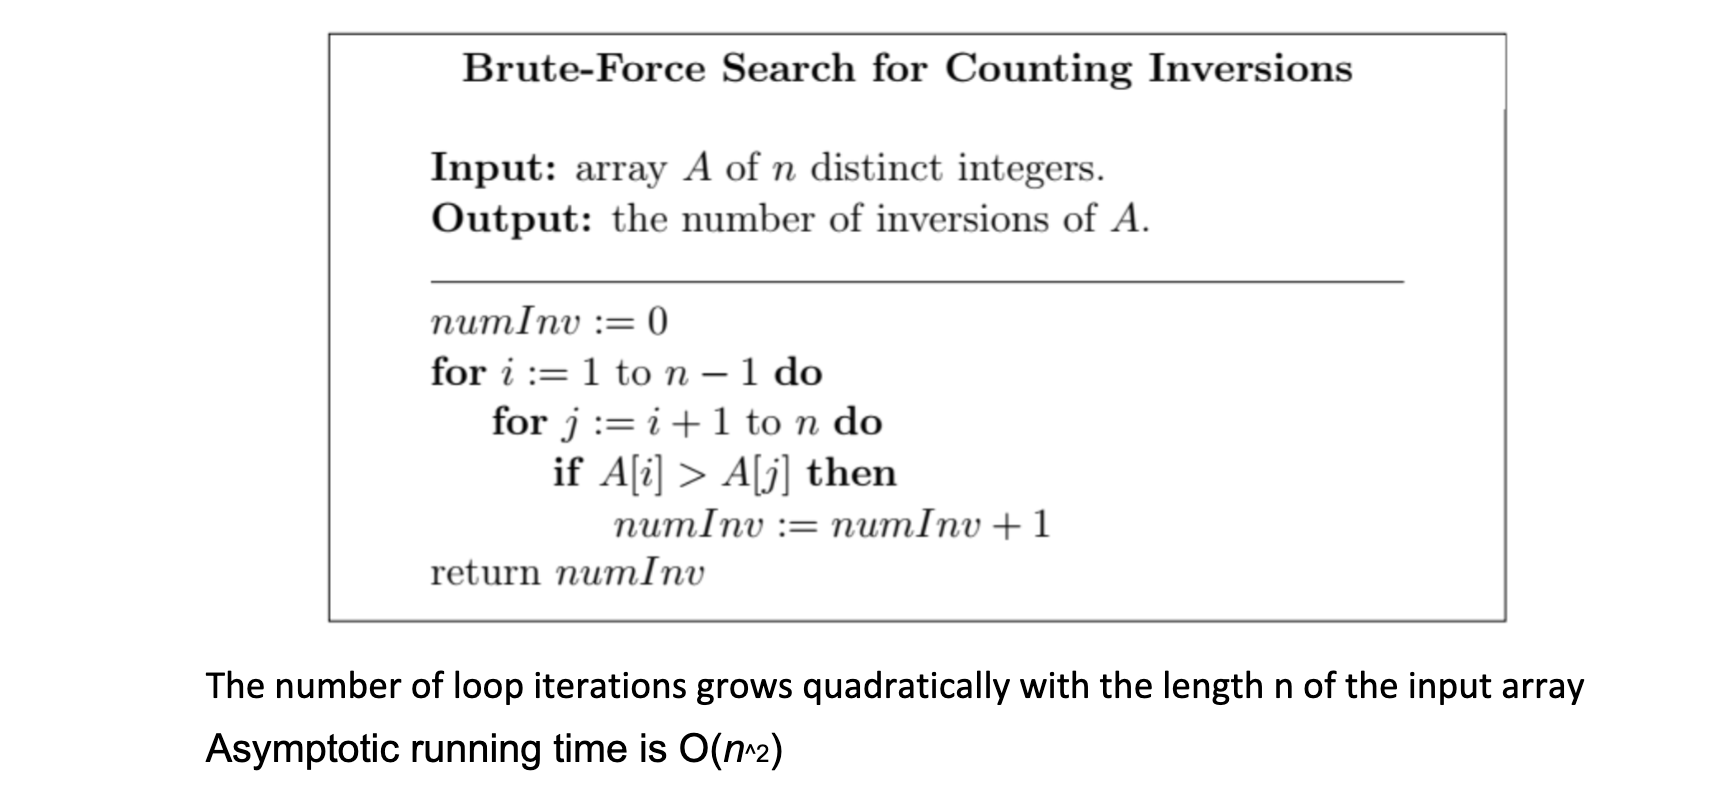 Brute-Force Search for Counting Inversions
Input: array A of n distinct integers.
Output: the number of inversions of A.
numInv := 0
for i := 1 to n − 1 do
for j := i + 1 to n do
if A[i] > A[j] then
numInv := numInv + 1
return numInv
The number of loop iterations grows quadratically with the length n of the input array
Asymptotic running time is O(n^2)